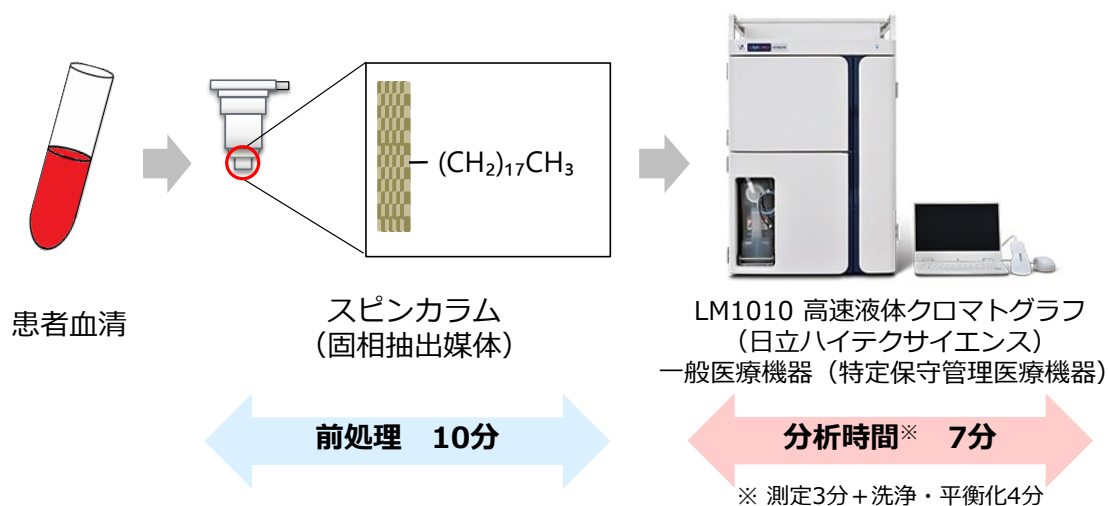 (CH₂)₁₇CH₃
患者血清
スピンカラム
（固相抽出媒体）
LM1010 高速液体クロマトグラフ
（日立ハイテクサイエンス）
一般医療機器（特定保守管理医療機器）
前処理　10分
分析時間※　7分
※ 測定3分＋洗浄・平衡化4分